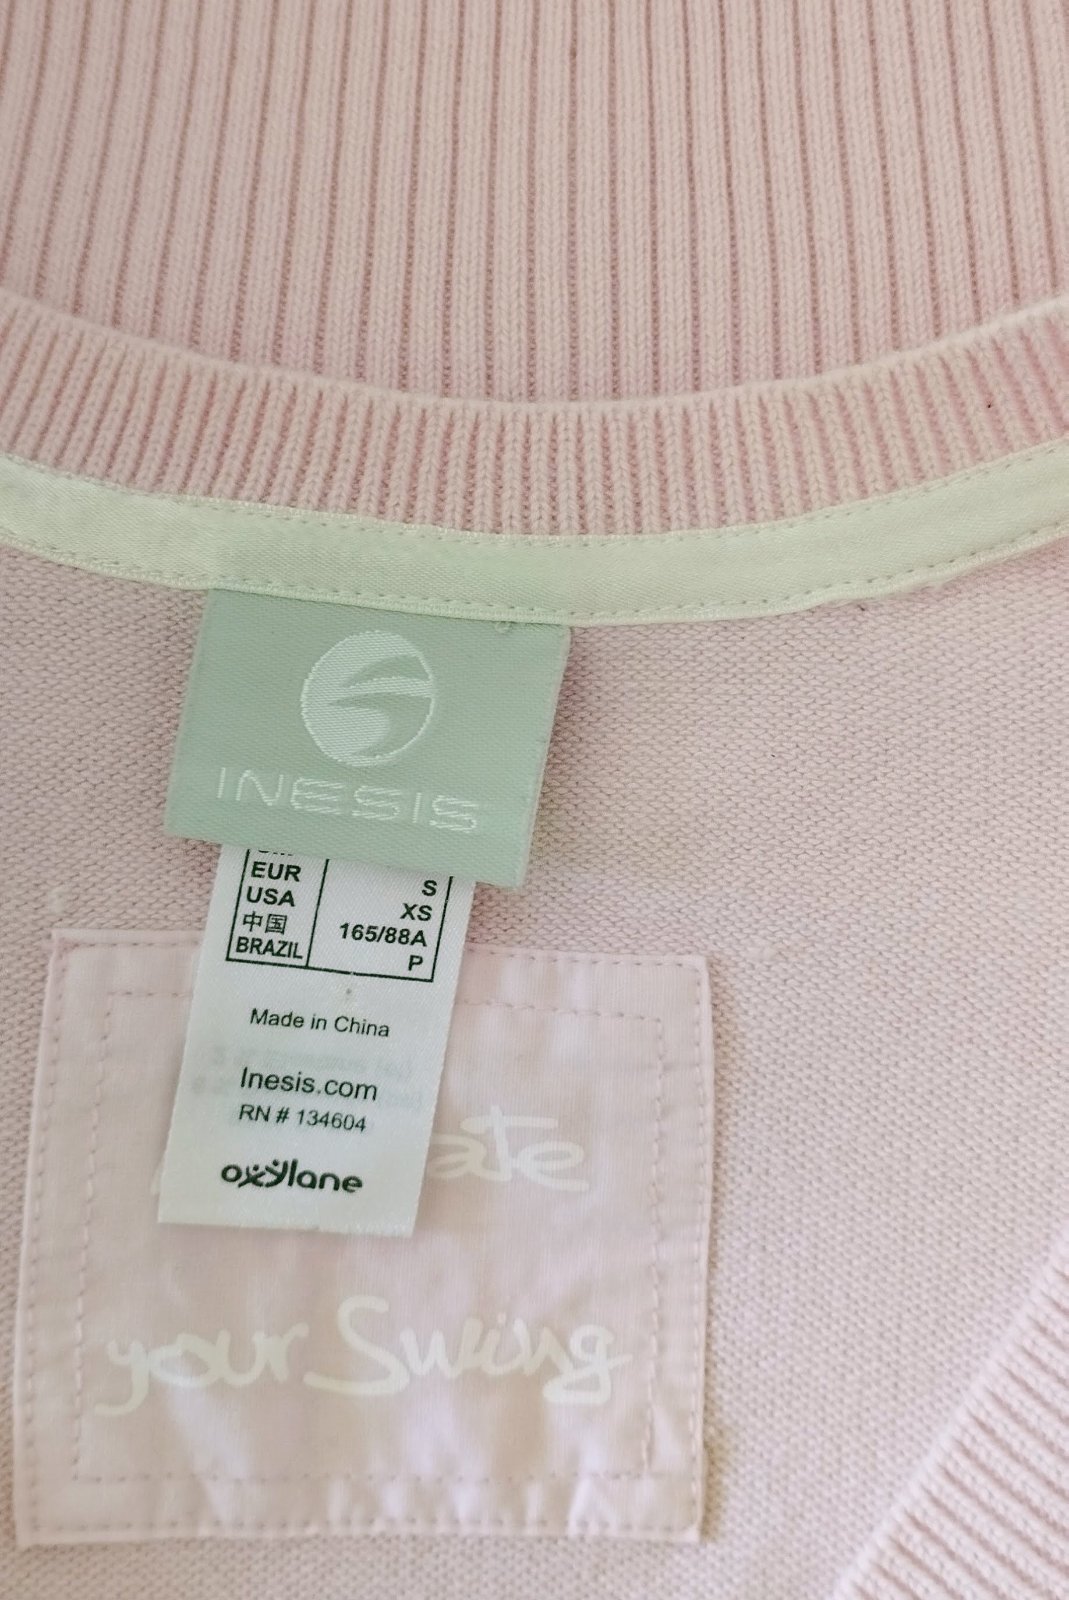 INESIS
EUR S
USA XS
中国 165/88A
BRAZIL P
Made in China
Inesis.com
RN # 134604
oxylane
your Swing